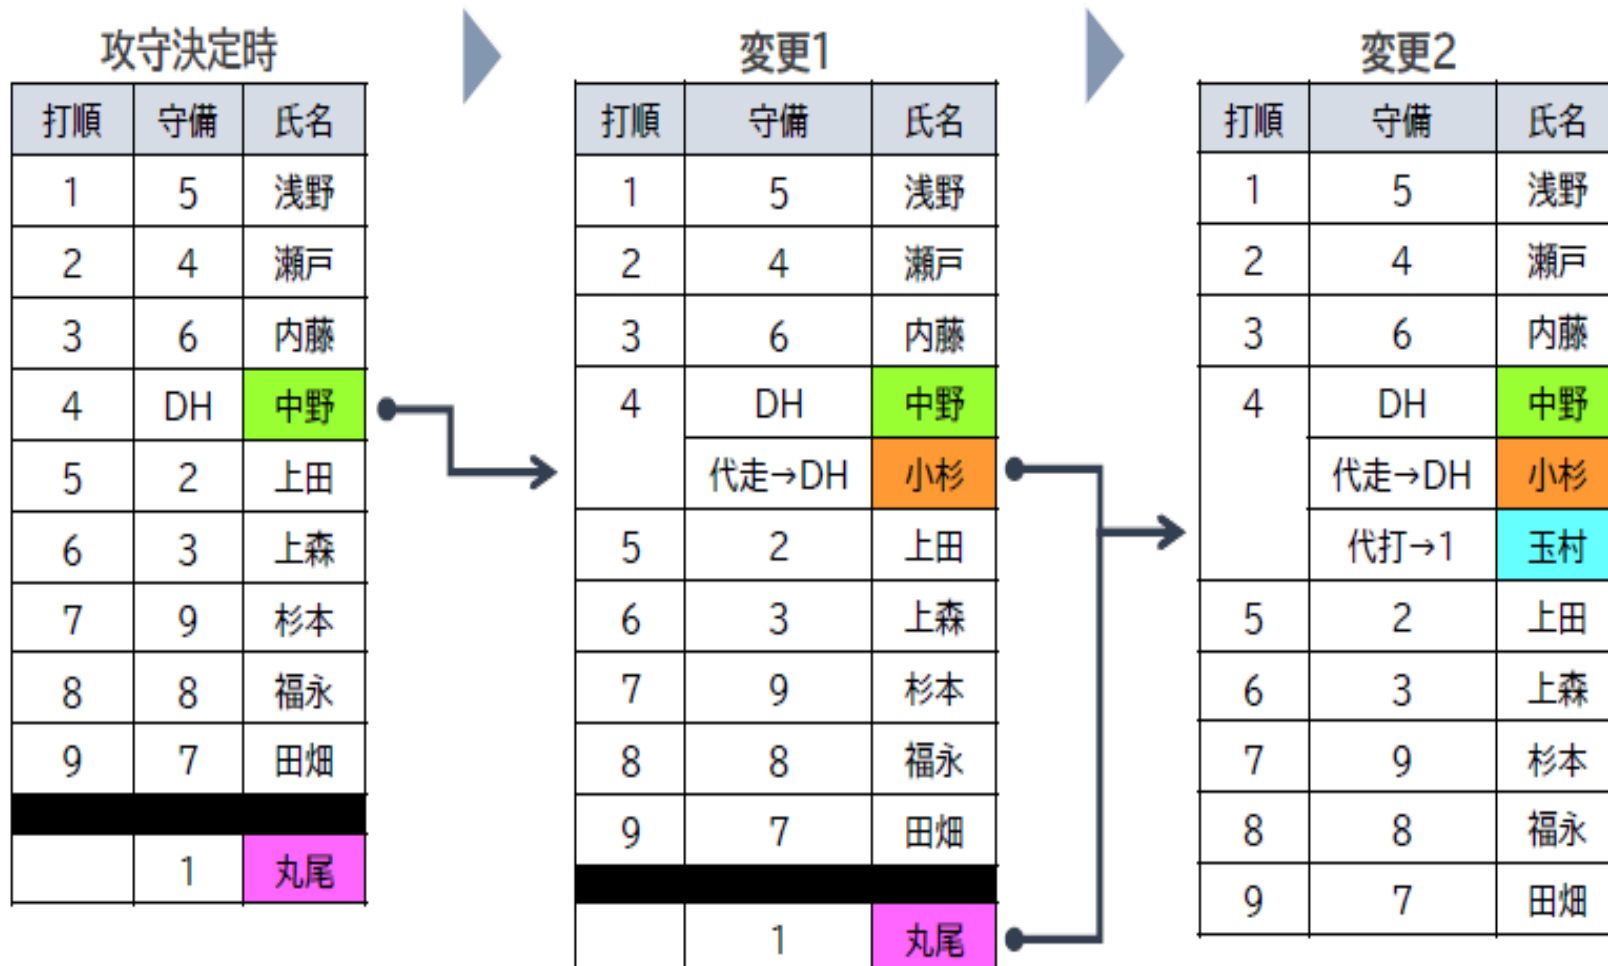 攻守決定時
打順 守備 氏名
1 5 浅野
2 4 瀬戸
3 6 内藤
4 DH 中野
5 2 上田
6 3 上森
7 9 杉本
8 8 福永
9 7 田畑
1 丸尾
変更1
打順 守備 氏名
1 5 浅野
2 4 瀬戸
3 6 内藤
4 DH 中野
代走→DH 小杉
5 2 上田
6 3 上森
7 9 杉本
8 8 福永
9 7 田畑
1 丸尾
変更2
打順 守備 氏名
1 5 浅野
2 4 瀬戸
3 6 内藤
4 DH 中野
代走→DH 小杉
代打→1 玉村
5 2 上田
6 3 上森
7 9 杉本
8 8 福永
9 7 田畑